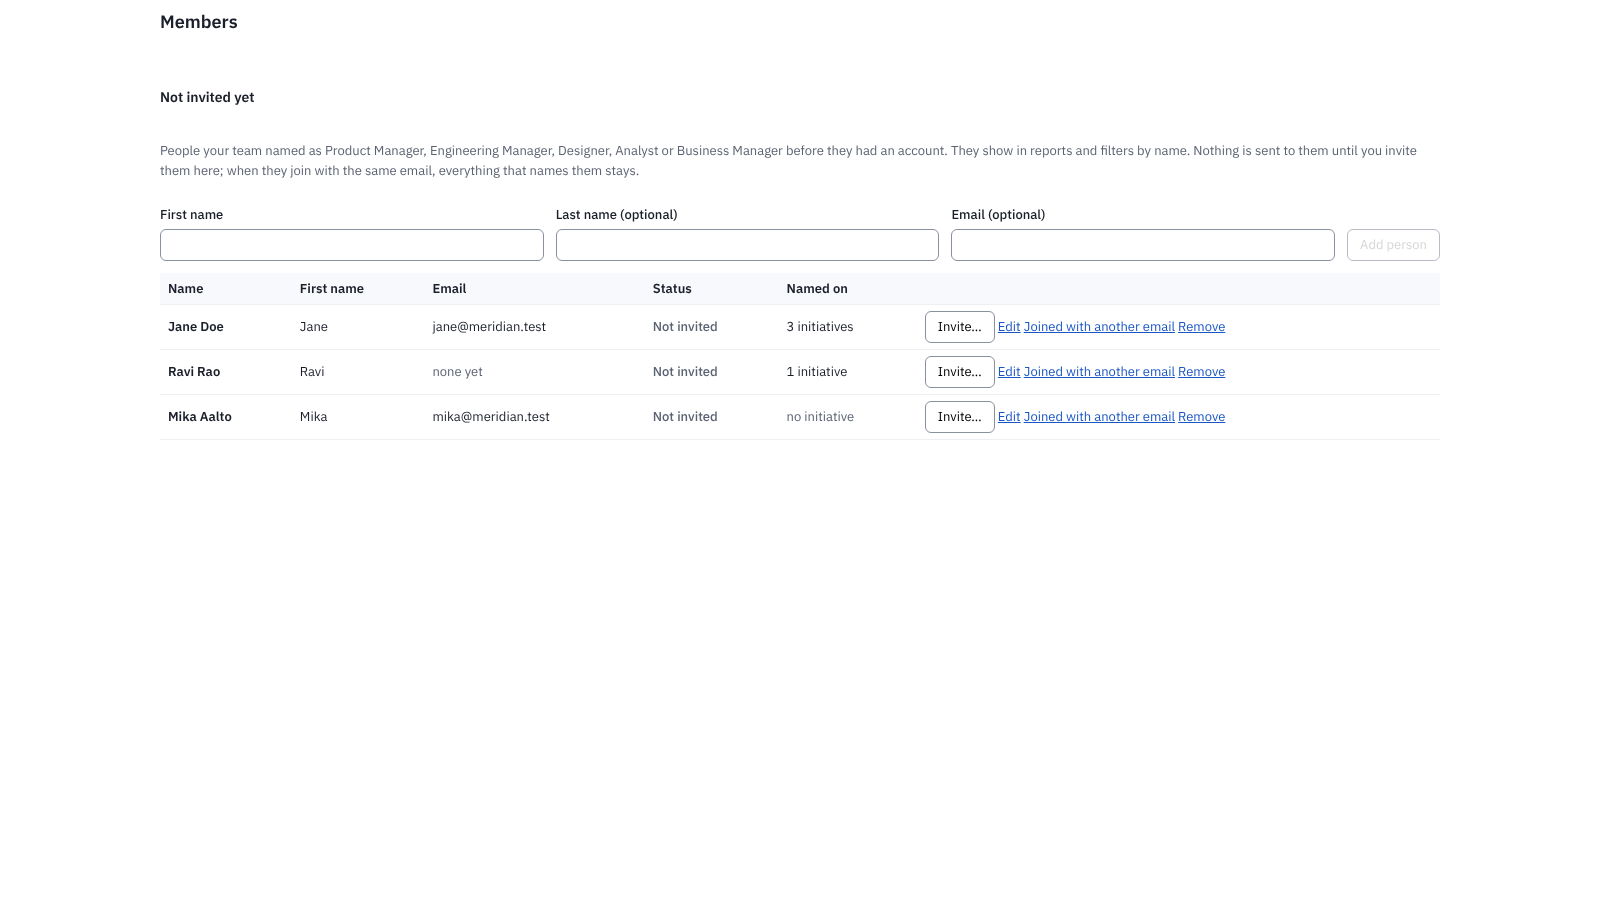 Members
Not invited yet
People your team named as Product Manager, Engineering Manager, Designer, Analyst or Business Manager before they had an account. They show in reports and filters by name. Nothing is sent to them until you invite
them here; when they join with the same email, everything that names them stays.
First name Last name (optional) Email (optional)
Add person
Name First name Email Status Named on
Jane Doe Jane jane@meridian.test Not invited 3 initiatives Invite... Edit Joined with another email Remove
Ravi Rao Ravi none yet Not invited 1 initiative Invite... Edit Joined with another email Remove
Mika Aalto Mika mika@meridian.test Not invited no initiative Invite... Edit Joined with another email Remove